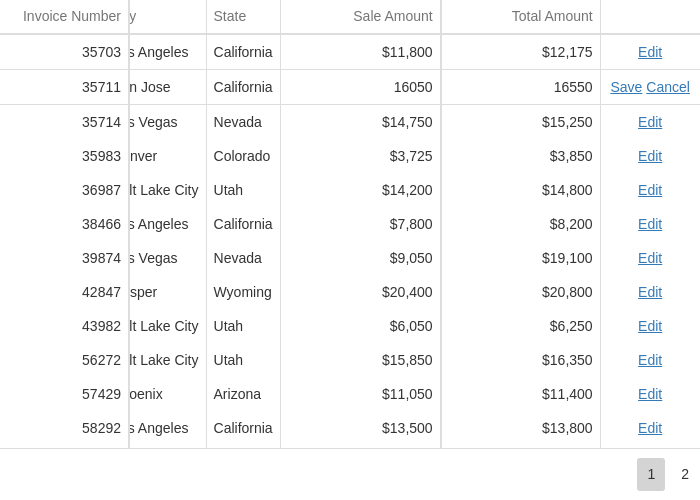 Invoice Number y State Sale Amount Total Amount
35703 s Angeles California $11,800 $12,175 Edit
35711 n Jose California 16050 16550 Save Cancel
35714 s Vegas Nevada $14,750 $15,250 Edit
35983 nver Colorado $3,725 $3,850 Edit
36987 lt Lake City Utah $14,200 $14,800 Edit
38466 s Angeles California $7,800 $8,200 Edit
39874 s Vegas Nevada $9,050 $19,100 Edit
42847 sper Wyoming $20,400 $20,800 Edit
43982 lt Lake City Utah $6,050 $6,250 Edit
56272 lt Lake City Utah $15,850 $16,350 Edit
57429 oenix Arizona $11,050 $11,400 Edit
58292 s Angeles California $13,500 $13,800 Edit
1 2